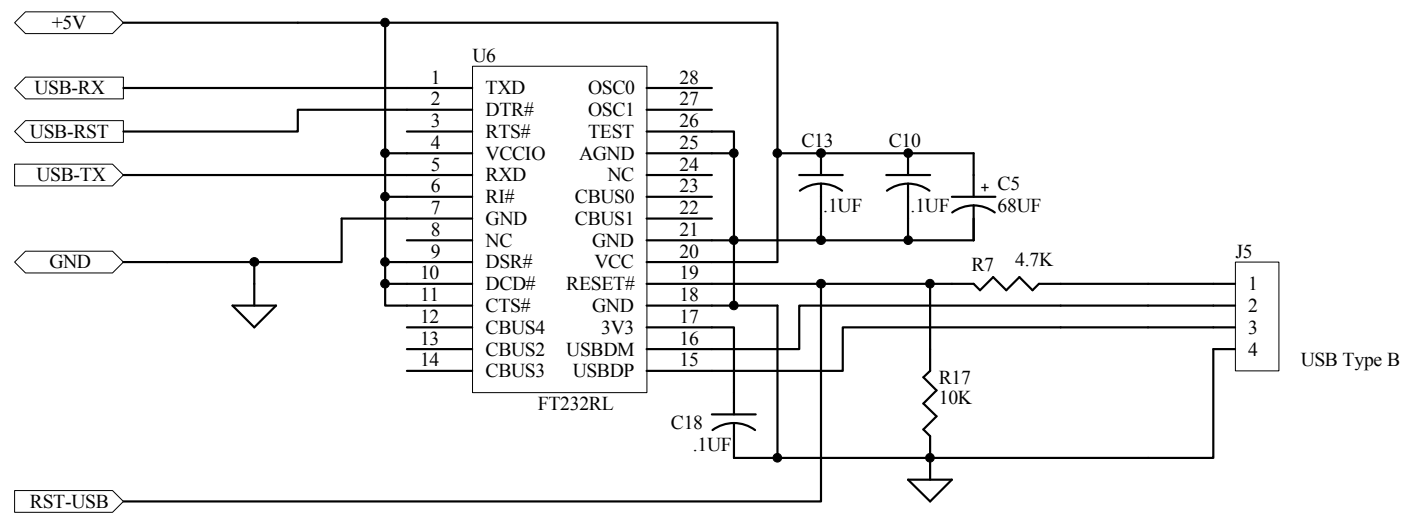 +5V
USB-RX
USB-RST
USB-TX
GND
RST-USB
U6
1 TXD OSC0 28
2 DTR# OSC1 27
3 RTS# TEST 26
4 VCCIO AGND 25
5 RXD NC 24
6 RI# CBUS0 23
7 GND CBUS1 22
8 NC GND 21
9 DSR# VCC 20
10 DCD# RESET# 19
11 CTS# GND 18
12 CBUS4 3V3 17
13 CBUS2 USBDM 16
14 CBUS3 USBDP 15
FT232RL
C13
.1UF
C10
.1UF
+ C5
68UF
R7 4.7K
J5
1
2
3
4
USB Type B
R17
10K
C18
.1UF